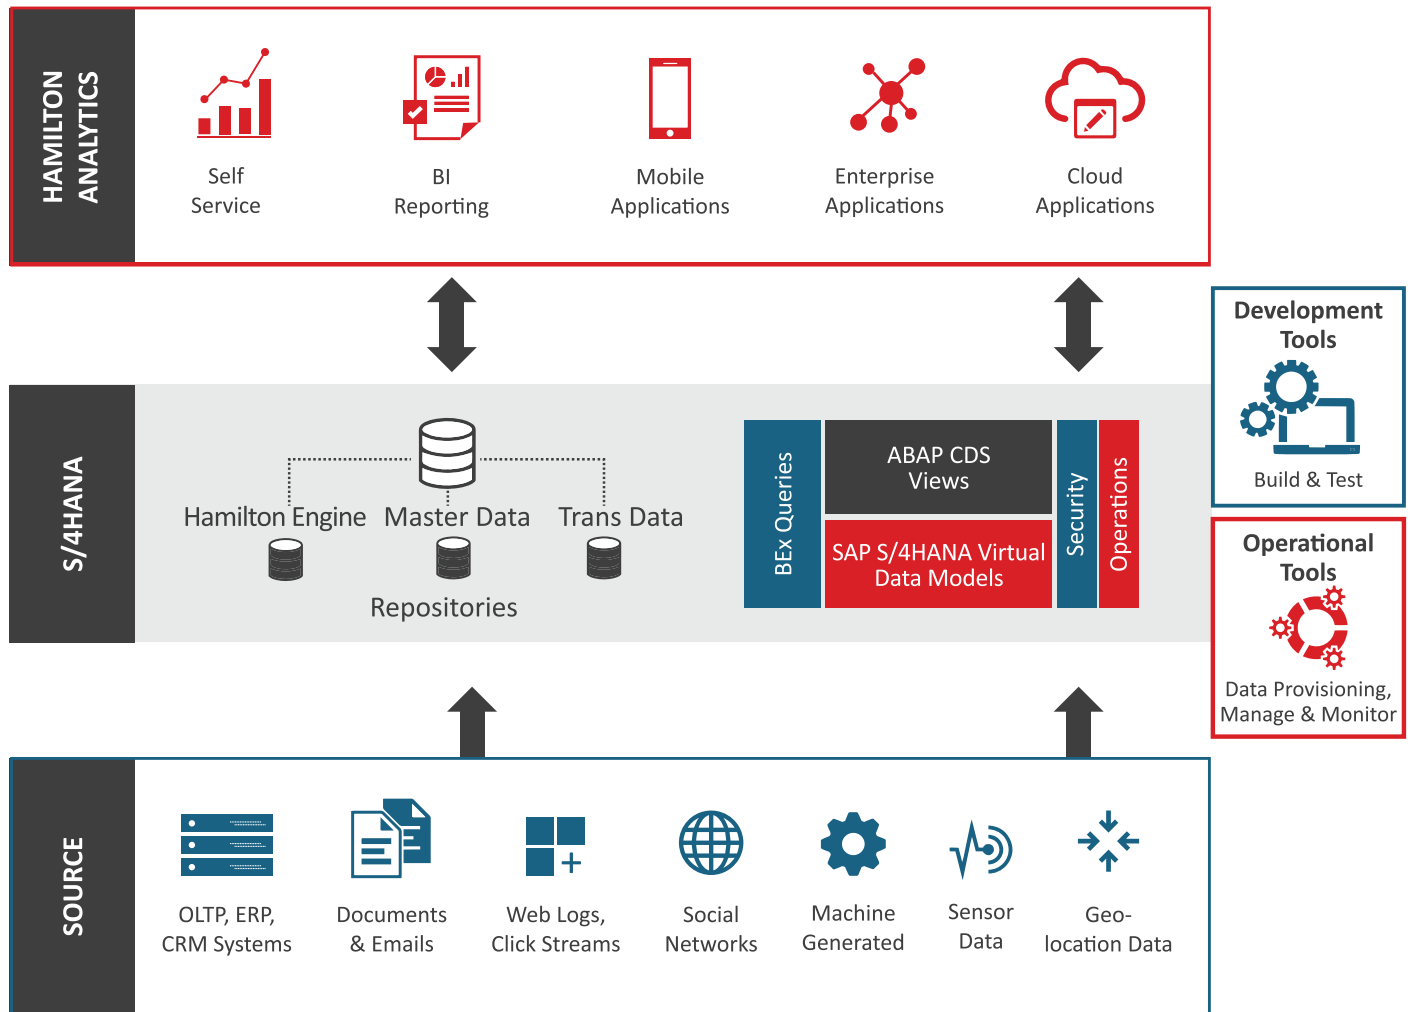 HAMILTON
ANALYTICS
Self
Service
BI
Reporting
Mobile
Applications
Enterprise
Applications
Cloud
Applications
Development
Tools
Build & Test
S/4HANA
Hamilton Engine
Master Data
Trans Data
Repositories
BEx Queries
ABAP CDS
Views
SAP S/4HANA Virtual
Data Models
Security
Operations
Operational
Tools
Data Provisioning,
Manage & Monitor
SOURCE
OLTP, ERP,
CRM Systems
Documents
& Emails
Web Logs,
Click Streams
Social
Networks
Machine
Generated
Sensor
Data
Geo-
location Data